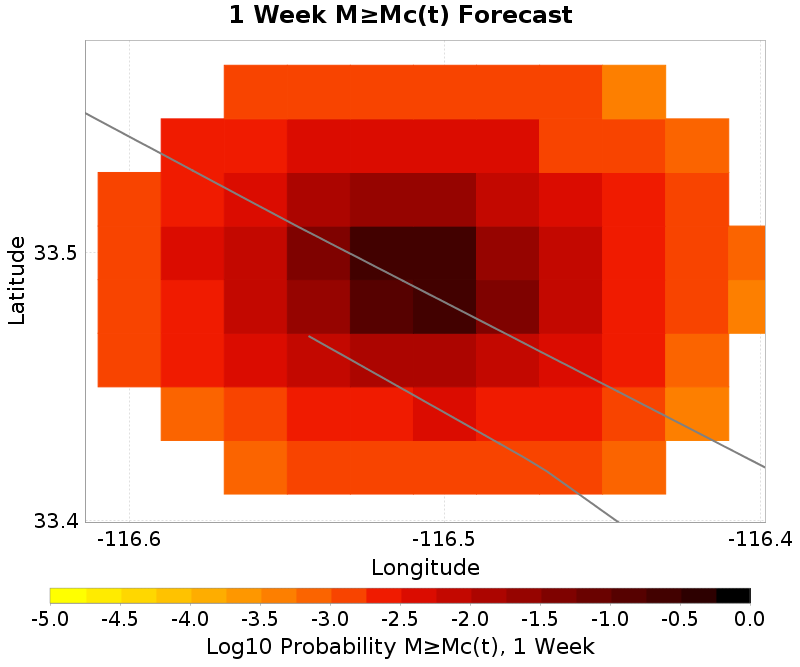 1 Week M≥Mc(t) Forecast
Latitude
33.5
33.4
-116.6 -116.5 -116.4
Longitude
-5.0 -4.5 -4.0 -3.5 -3.0 -2.5 -2.0 -1.5 -1.0 -0.5 0.0
Log10 Probability M≥Mc(t), 1 Week